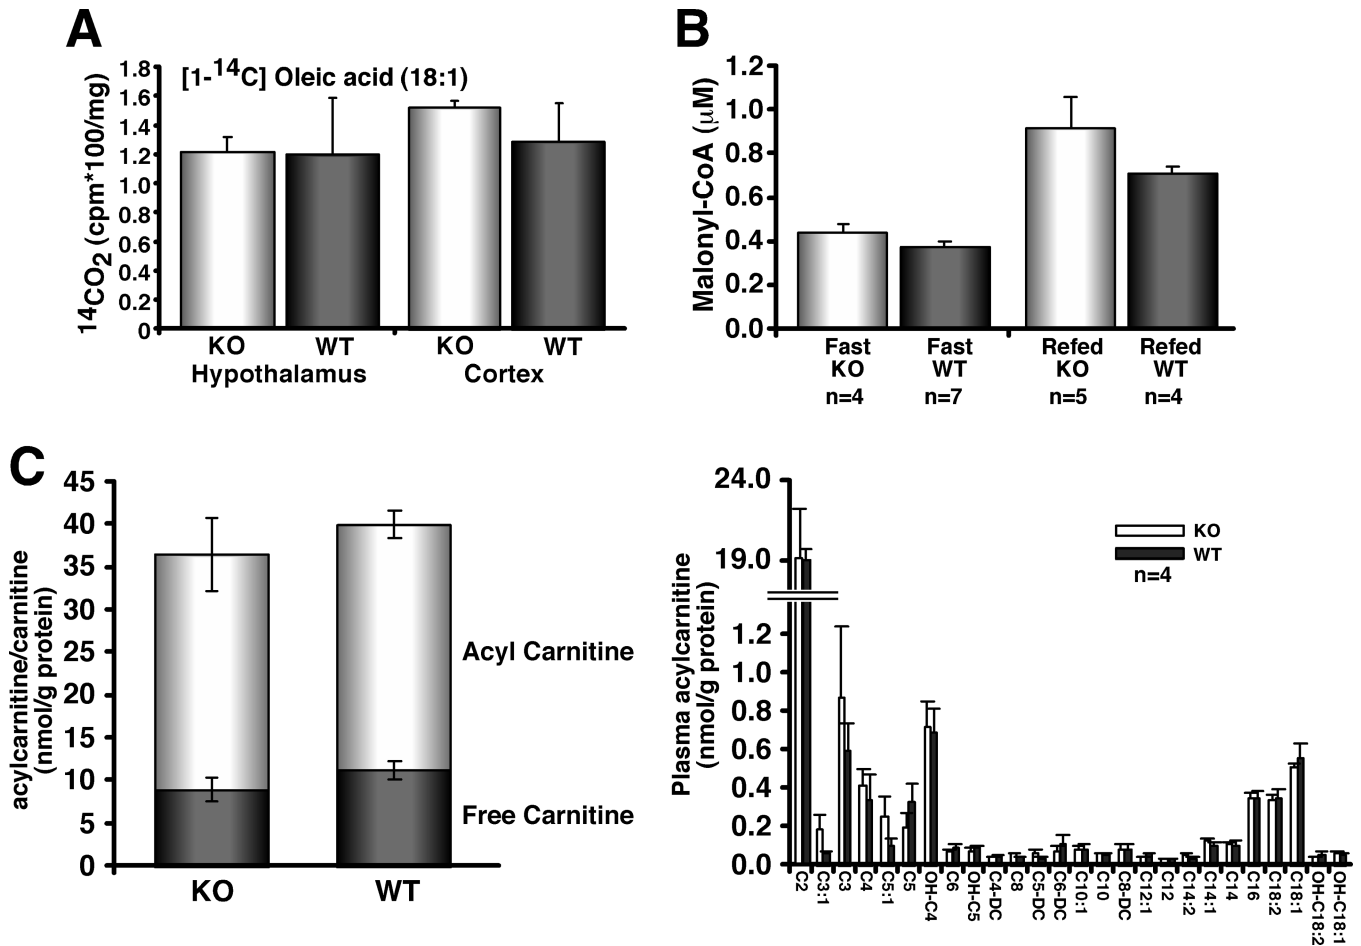 A
[1-14C] Oleic acid (18:1)
14CO2 (cpm*100/mg)
1.8
1.6
1.4
1.2
1.0
0.8
0.6
0.4
0.2
0
KO WT KO WT
Hypothalamus Cortex
B
Malonyl-CoA (μM)
1.2
1.0
0.8
0.6
0.4
0.2
0.0
Fast Fast Refed Refed
KO WT KO WT
n=4 n=7 n=5 n=4
C
acylcarnitine/carnitine
(nmol/g protein)
45
40
35
30
25
20
15
10
5
0
Acyl Carnitine
Free Carnitine
KO WT
Plasma acylcarnitine
(nmol/g protein)
24.0
19.0
1.2
1.0
0.8
0.6
0.4
0.2
0.0
KO
WT
n=4
C2
C3:1
C3
C4
C5:1
C5
OH-C4
C6
OH-C5
C4-DC
C8
C5-DC
C6-DC
C10:1
C10
C8-DC
C12:1
C12
C14:2
C14:1
C14
C16
C18:2
C18:1
OH-C18:2
OH-C18:1